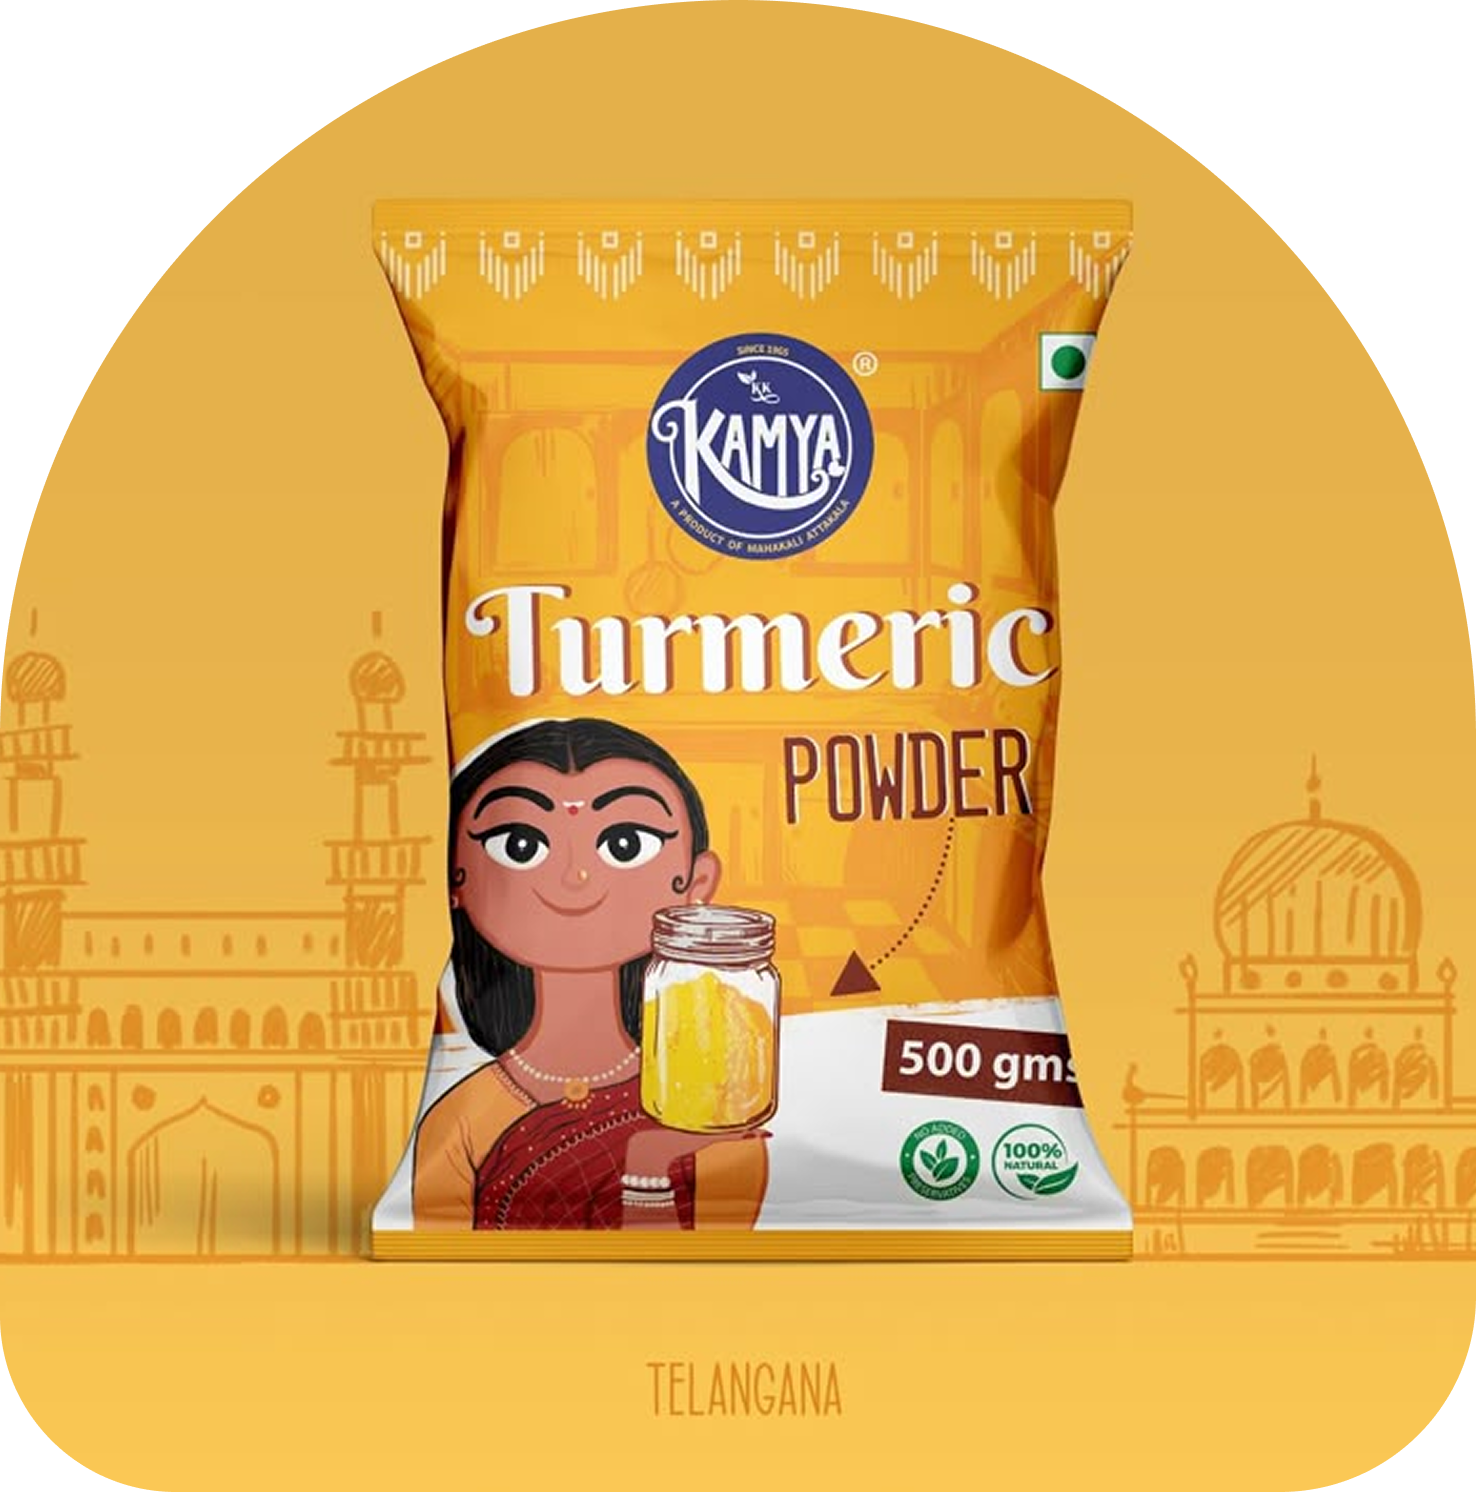 SINCE 1965
KK
KAMYA
®
A PRODUCT OF MAHAKALI ATTAKALA
Turmeric
POWDER
500 gms
NO ADDED
PRESERVATIVES
100%
NATURAL
TELANGANA